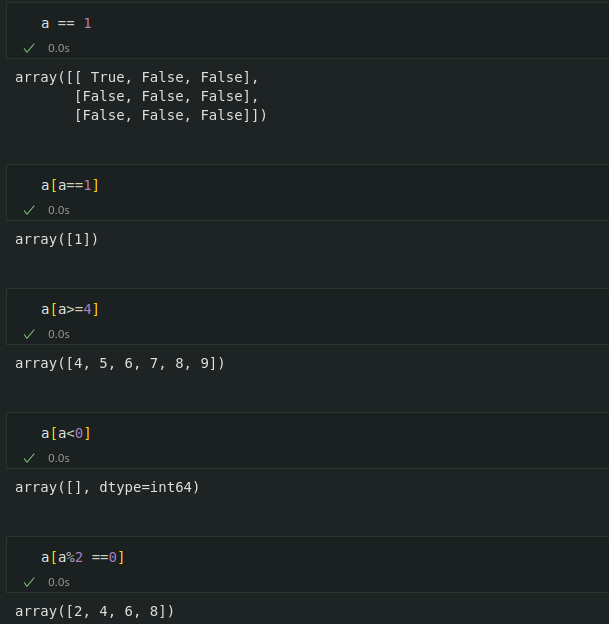 a == 1
0.0s
array([[ True, False, False],
       [False, False, False],
       [False, False, False]])
a[a==1]
0.0s
array([1])
a[a>=4]
0.0s
array([4, 5, 6, 7, 8, 9])
a[a<0]
0.0s
array([], dtype=int64)
a[a%2 ==0]
0.0s
array([2, 4, 6, 8])